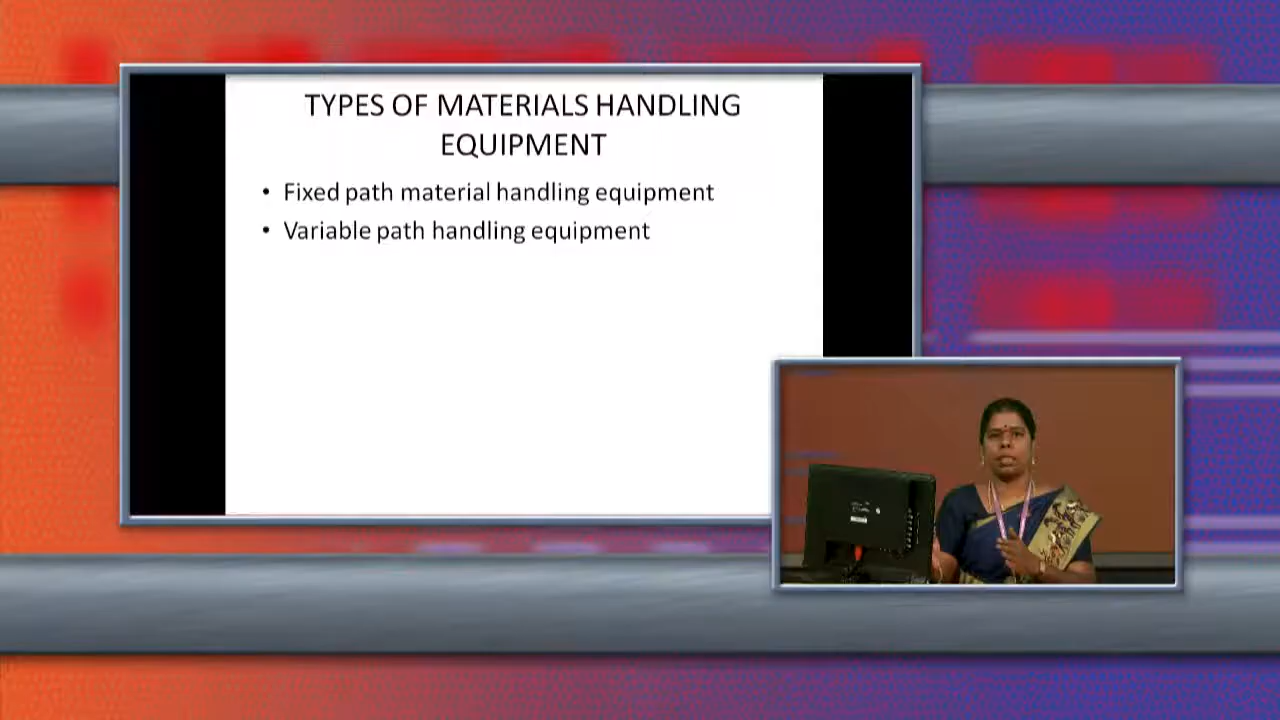 TYPES OF MATERIALS HANDLING
EQUIPMENT
• Fixed path material handling equipment
• Variable path handling equipment